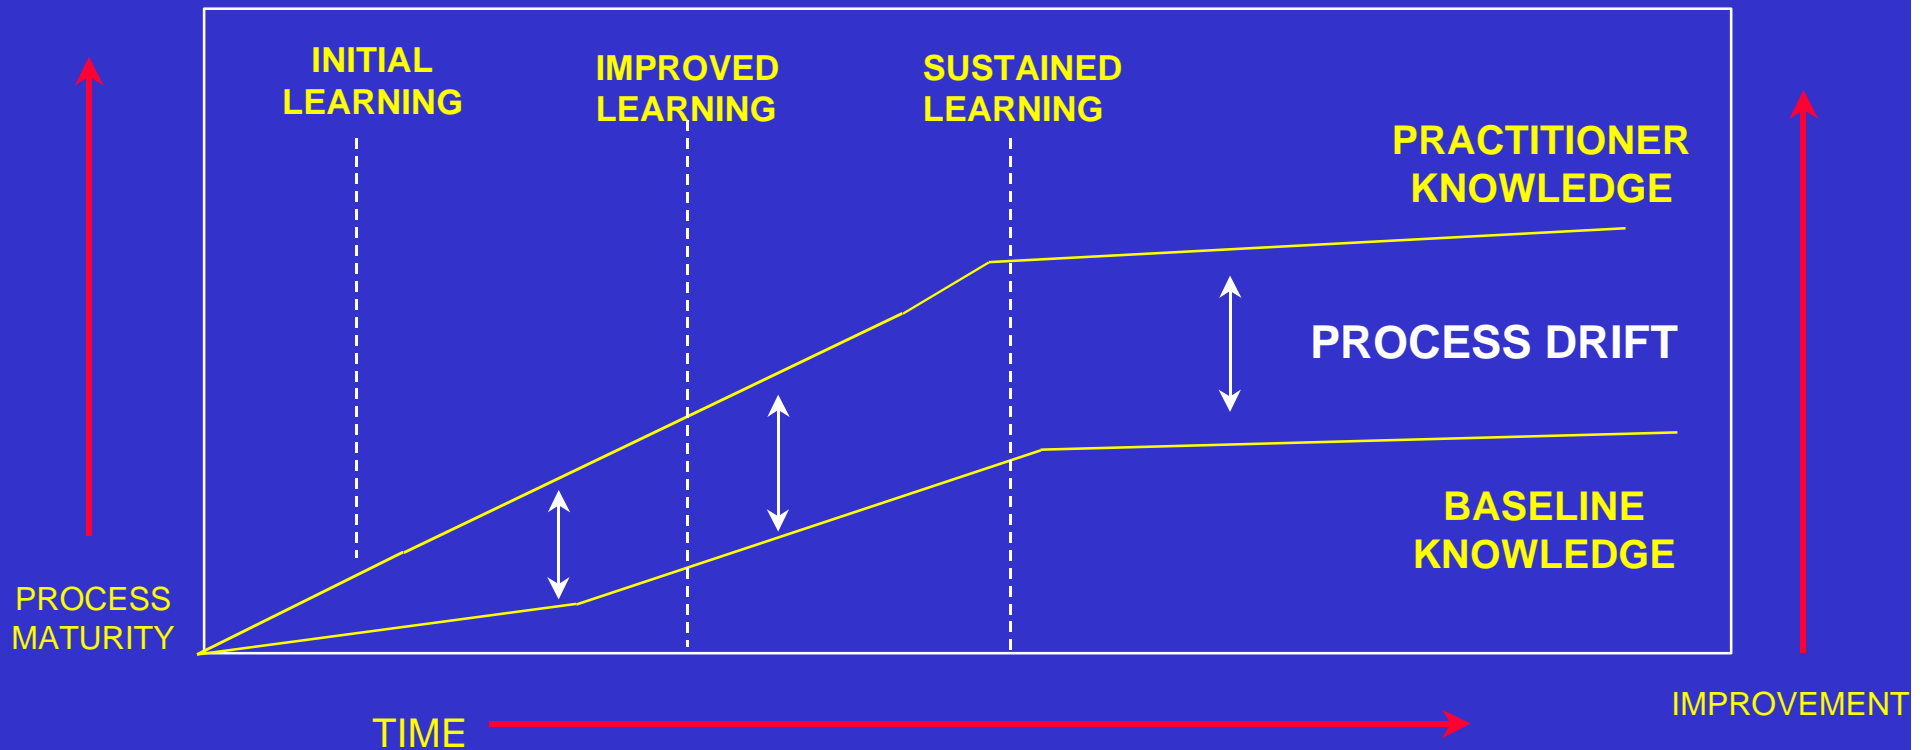 INITIAL
LEARNING
IMPROVED
LEARNING
SUSTAINED
LEARNING
PRACTITIONER
KNOWLEDGE
PROCESS DRIFT
BASELINE
KNOWLEDGE
PROCESS
MATURITY
IMPROVEMENT
TIME